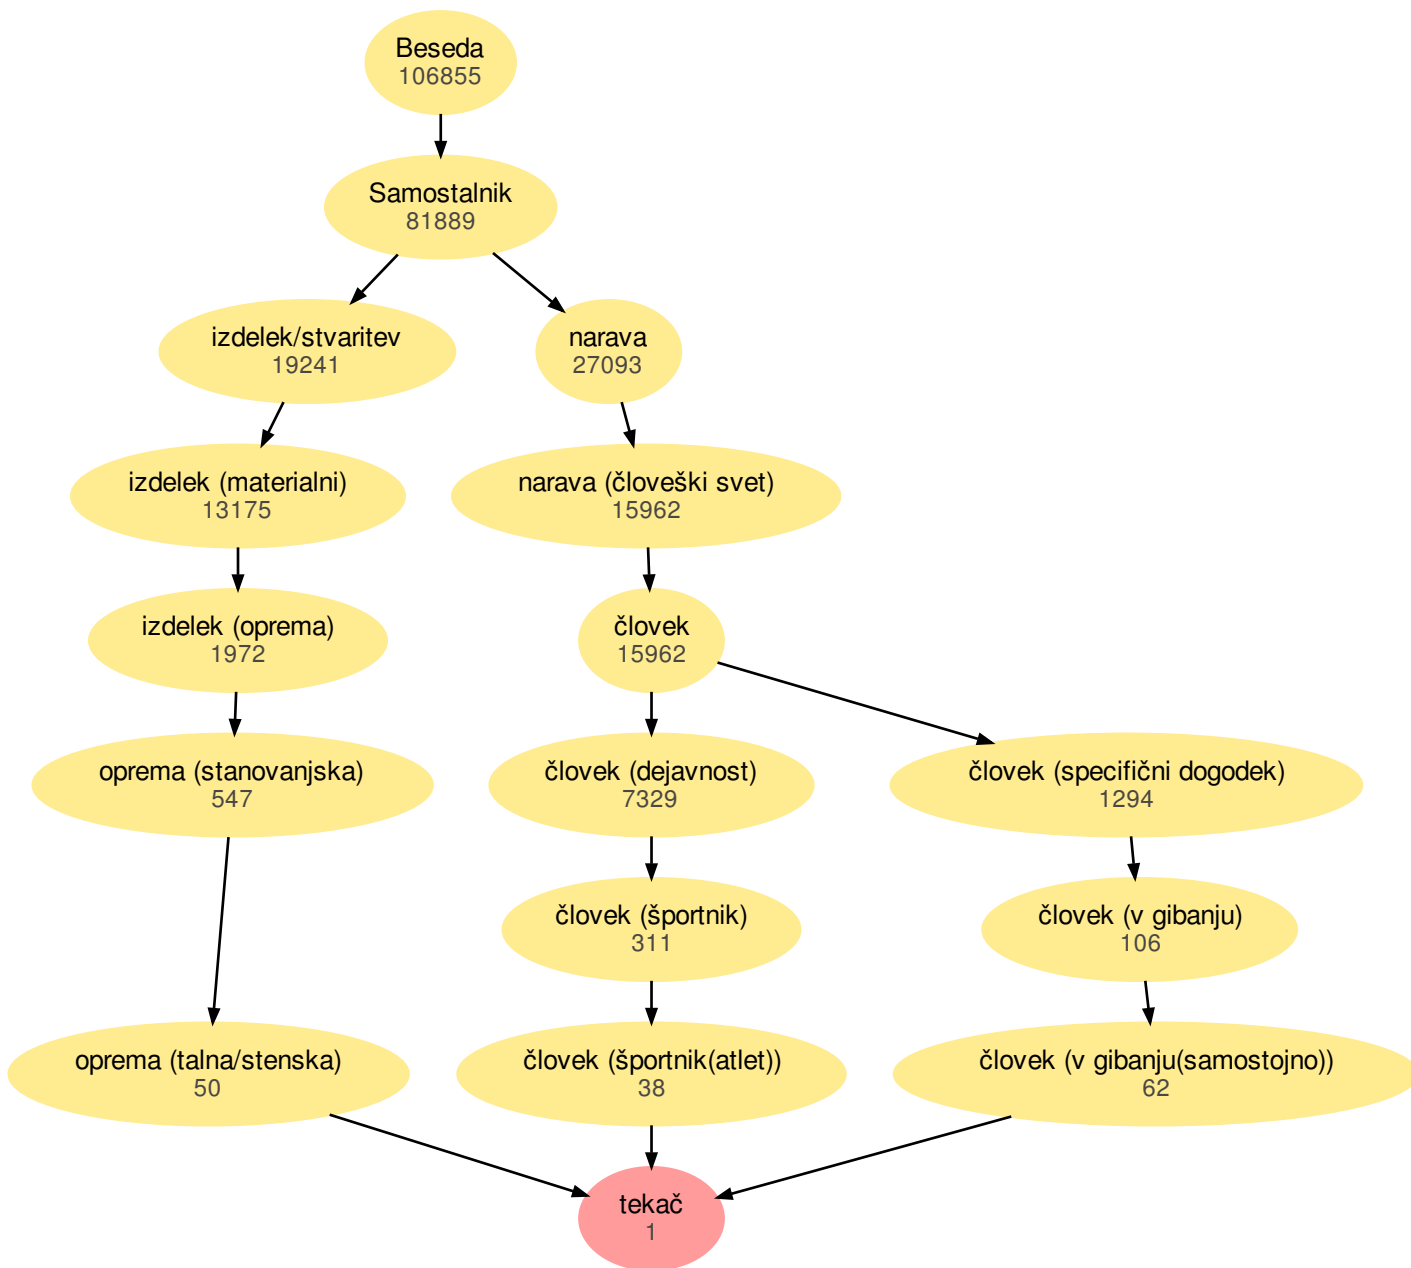 Beseda
106855
Samostalnik
81889
izdelek/stvaritev
19241
narava
27093
izdelek (materialni)
13175
narava (človeški svet)
15962
izdelek (oprema)
1972
človek
15962
oprema (stanovanjska)
547
človek (dejavnost)
7329
človek (specifični dogodek)
1294
človek (športnik)
311
človek (v gibanju)
106
oprema (talna/stenska)
50
človek (športnik(atlet))
38
človek (v gibanju(samostojno))
62
tekač
1